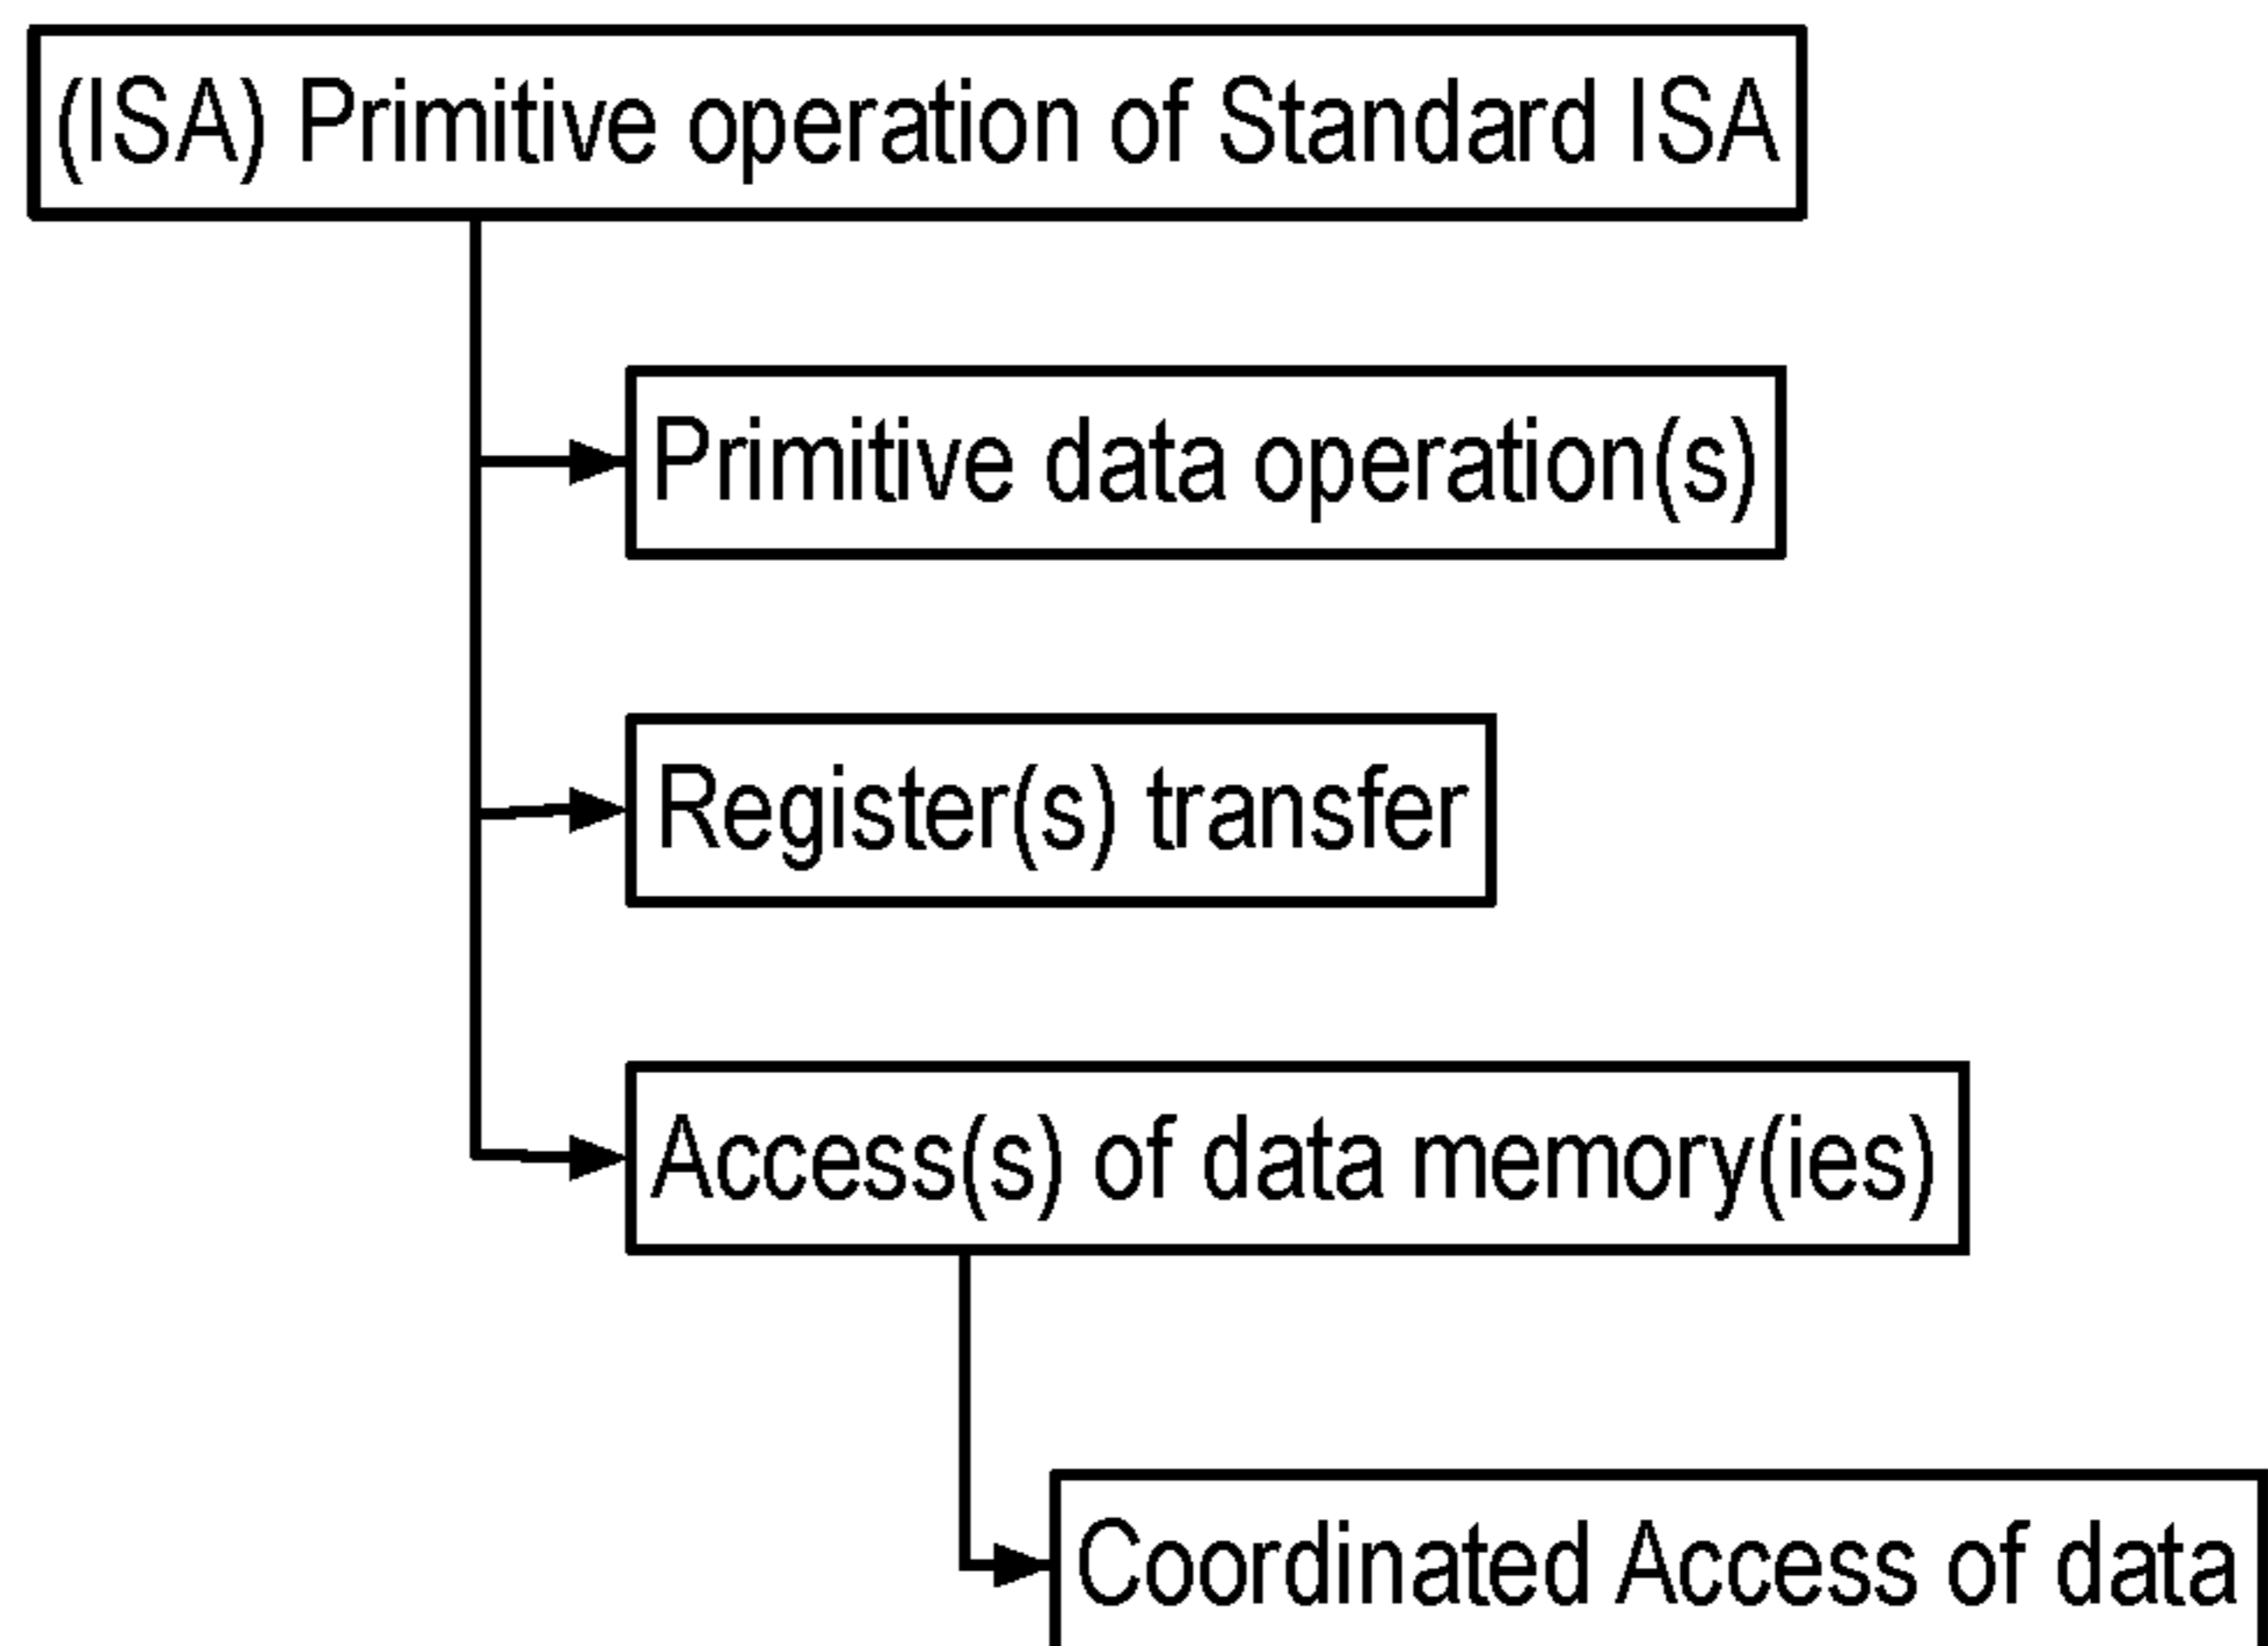 (ISA) Primitive operation of Standard ISA
Primitive data operation(s)
Register(s) transfer
Access(s) of data memory(ies)
Coordinated Access of data